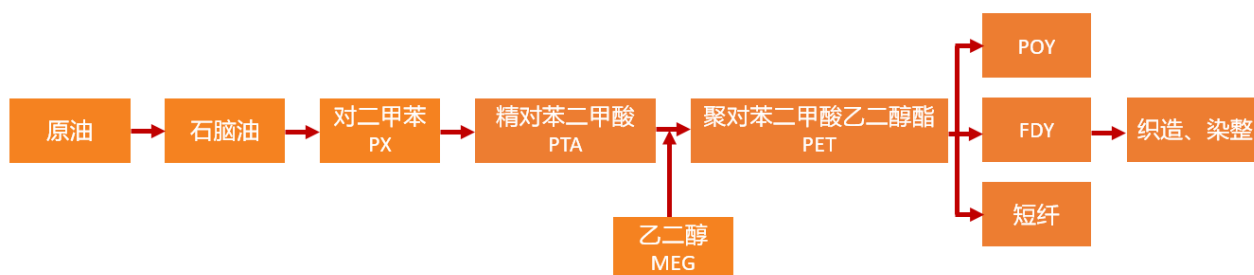 原油
石脑油
对二甲苯
PX
精对苯二甲酸
PTA
乙二醇
MEG
聚对苯二甲酸乙二醇酯
PET
POY
FDY
短纤
织造、染整